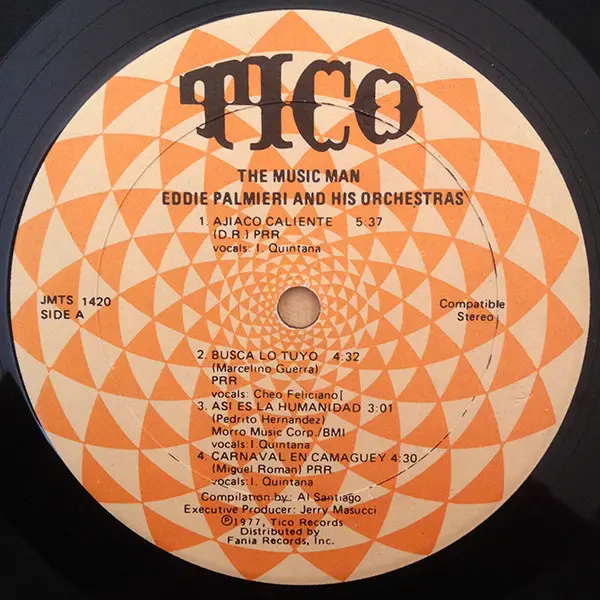 TICO
THE MUSIC MAN
EDDIE PALMIERI AND HIS ORCHESTRAS
1. AJIACO CALIENTE 5:37
(D.R.) PRR
vocals: I. Quintana
JMTS 1420
SIDE A
Compatible
Stereo
2. BUSCA LO TUYO 4:32
(Marcelino Guerra)
PRR
vocals: Cheo Feliciano[
3. ASI ES LA HUMANIDAD 3:01
(Pedrito Hernandez)
Morro Music Corp./BMI
vocals: I Quintana
4. CARNAVAL EN CAMAGUEY 4:30
(Miguel Roman) PRR
vocals: I. Quintana
Compilation by: Al Santiago
Executive Producer: Jerry Masucci
℗1977, Tico Records
Distributed by
Fania Records, Inc.